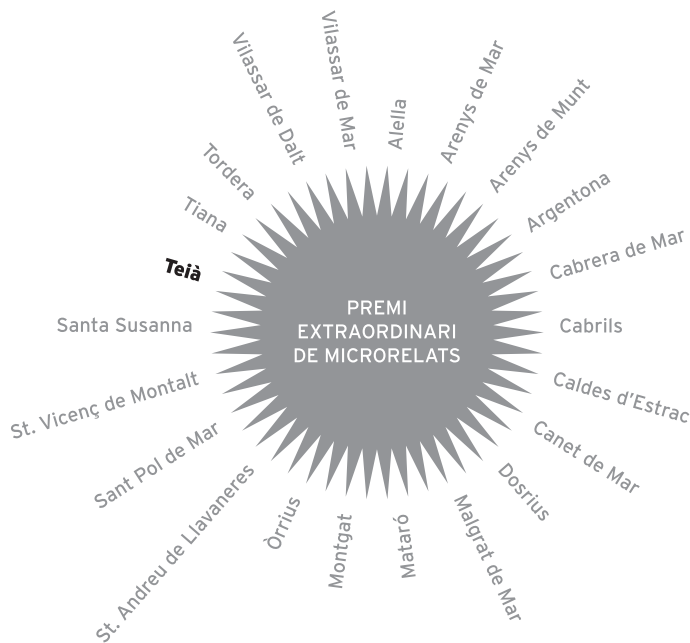 PREMI
EXTRAORDINARI
DE MICRORELATS
Alella
Arenys de Mar
Arenys de Munt
Argentona
Cabrera de Mar
Cabrils
Caldes d'Estrac
Canet de Mar
Dosrius
Malgrat de Mar
Mataró
Montgat
Òrrius
St. Andreu de Llavaneres
Sant Pol de Mar
St. Vicenç de Montalt
Santa Susanna
Teià
Tiana
Tordera
Vilassar de Dalt
Vilassar de Mar